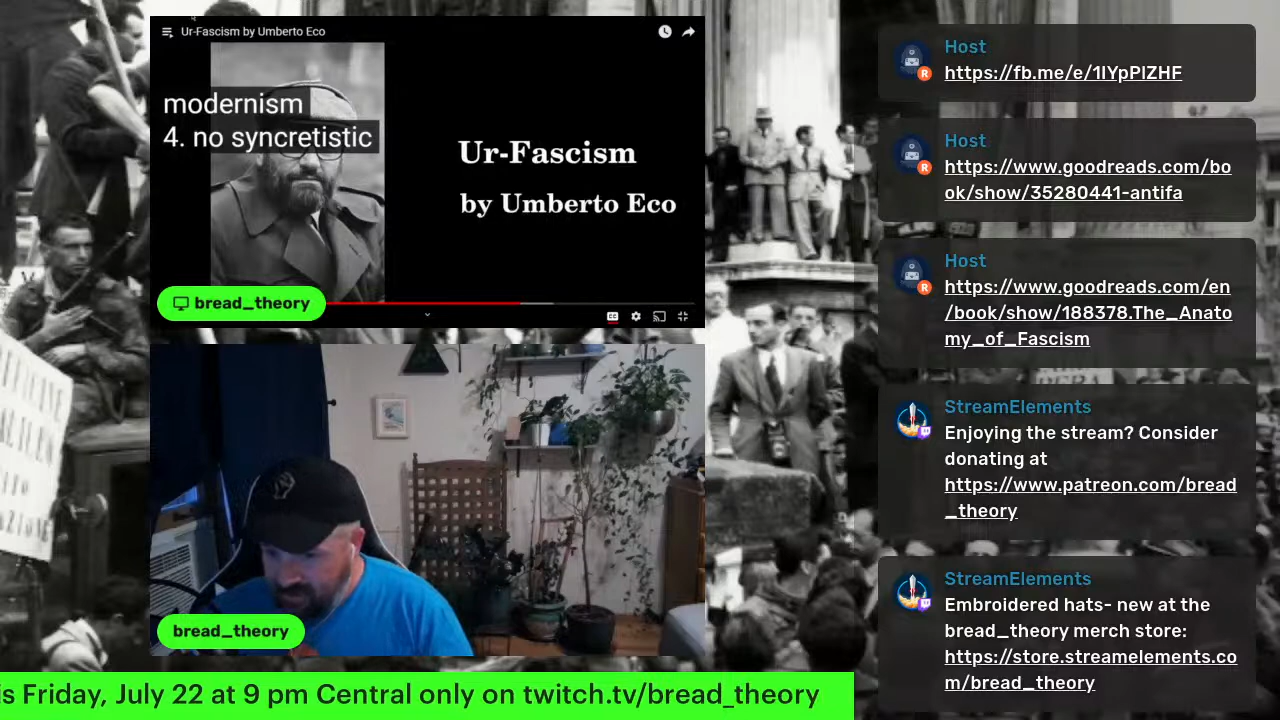 Ur-Fascism by Umberto Eco
modernism
4. no syncretistic
Ur-Fascism
by Umberto Eco
bread_theory
bread_theory
is Friday, July 22 at 9 pm Central only on twitch.tv/bread_theory
Host
https://fb.me/e/1IYpPlZHF
Host
https://www.goodreads.com/bo
ok/show/35280441-antifa
Host
https://www.goodreads.com/en
/book/show/188378.The_Anato
my_of_Fascism
StreamElements
Enjoying the stream? Consider
donating at
https://www.patreon.com/bread
_theory
StreamElements
Embroidered hats- new at the
bread_theory merch store:
https://store.streamelements.co
m/bread_theory